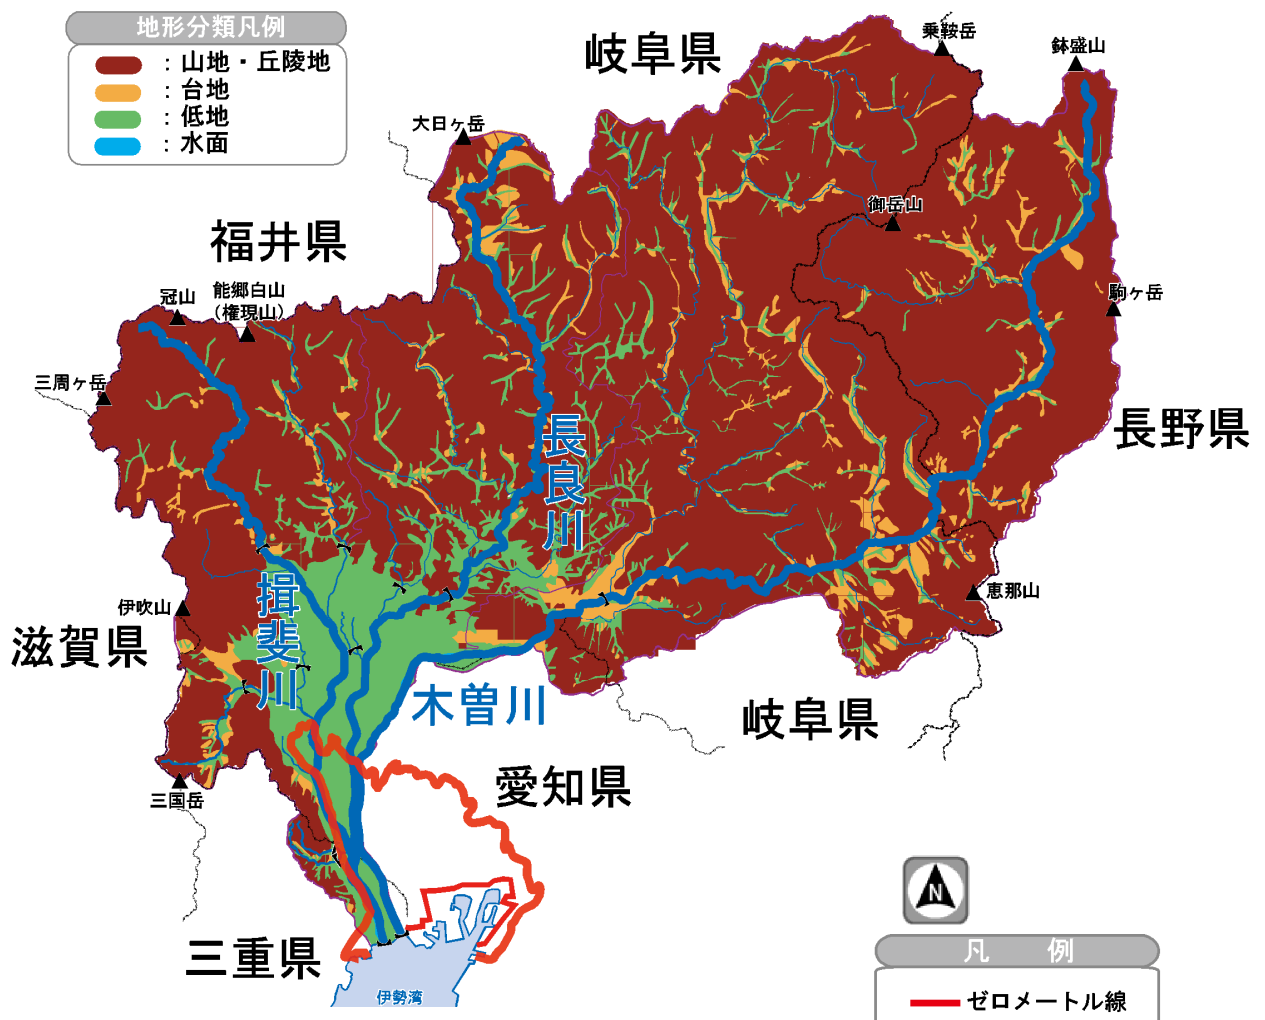 地形分類凡例
：山地・丘陵地
：台地
：低地
：水面
岐阜県
乗鞍岳
鉢盛山
大日ヶ岳
御岳山
福井県
冠山
能郷白山
（権現山）
駒ヶ岳
三周ヶ岳
長野県
長良川
揖斐川
恵那山
伊吹山
滋賀県
木曽川
岐阜県
愛知県
三国岳
N
三重県
凡 例
伊勢湾
ゼロメートル線